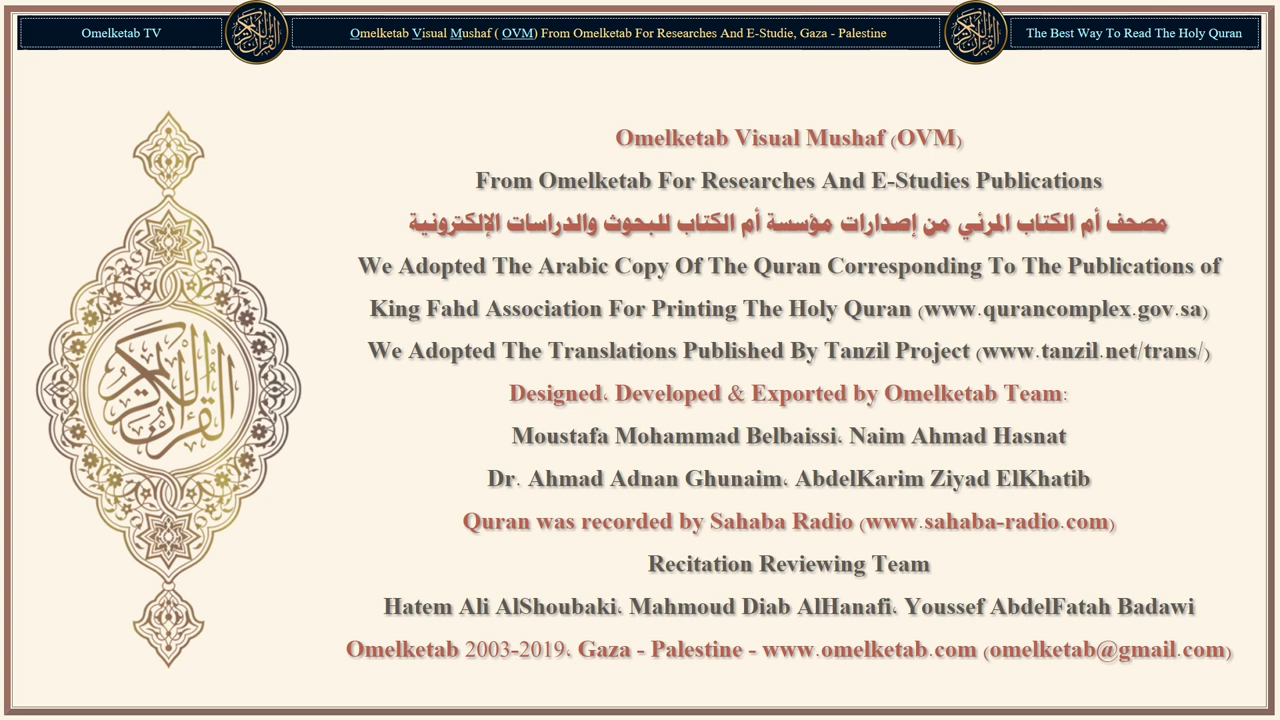 Omelketab TV
Omelketab Visual Mushaf ( OVM) From Omelketab For Researches And E-Studie, Gaza - Palestine
The Best Way To Read The Holy Quran
القرآن الكريم
Omelketab Visual Mushaf (OVM)
From Omelketab For Researches And E-Studies Publications
مصحف أم الكتاب المرئي من إصدارات مؤسسة أم الكتاب للبحوث والدراسات الإلكترونية
We Adopted The Arabic Copy Of The Quran Corresponding To The Publications of
King Fahd Association For Printing The Holy Quran (www.qurancomplex.gov.sa)
We Adopted The Translations Published By Tanzil Project (www.tanzil.net/trans/)
Designed، Developed & Exported by Omelketab Team:
Moustafa Mohammad Belbaissi، Naim Ahmad Hasnat
Dr. Ahmad Adnan Ghunaim، AbdelKarim Ziyad ElKhatib
Quran was recorded by Sahaba Radio (www.sahaba-radio.com)
Recitation Reviewing Team
Hatem Ali AlShoubaki، Mahmoud Diab AlHanafi، Youssef AbdelFatah Badawi
Omelketab 2003-2019، Gaza - Palestine - www.omelketab.com (omelketab@gmail.com)